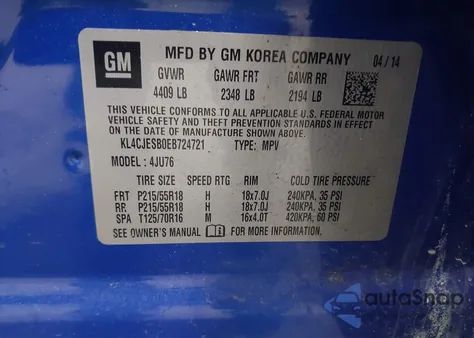 GM MFD BY GM KOREA COMPANY 04/14
GVWR GAWR FRT GAWR RR
4409 LB 2348 LB 2194 LB
THIS VEHICLE CONFORMS TO ALL APPLICABLE U.S. FEDERAL MOTOR
VEHICLE SAFETY AND THEFT PREVENTION STANDARDS IN EFFECT ON
THE DATE OF MANUFACTURE SHOWN ABOVE.
KL4CJESB0EB724721 TYPE: MPV
MODEL : 4JU76
TIRE SIZE SPEED RTG RIM COLD TIRE PRESSURE
FRT P215/55R18 H 18x7.0J 240KPA, 35 PSI
RR P215/55R18 H 18x7.0J 240KPA, 35 PSI
SPA T125/70R16 M 16x4.0T 420KPA, 60 PSI
SEE OWNER'S MANUAL FOR MORE INFORMATION.
autoSnap